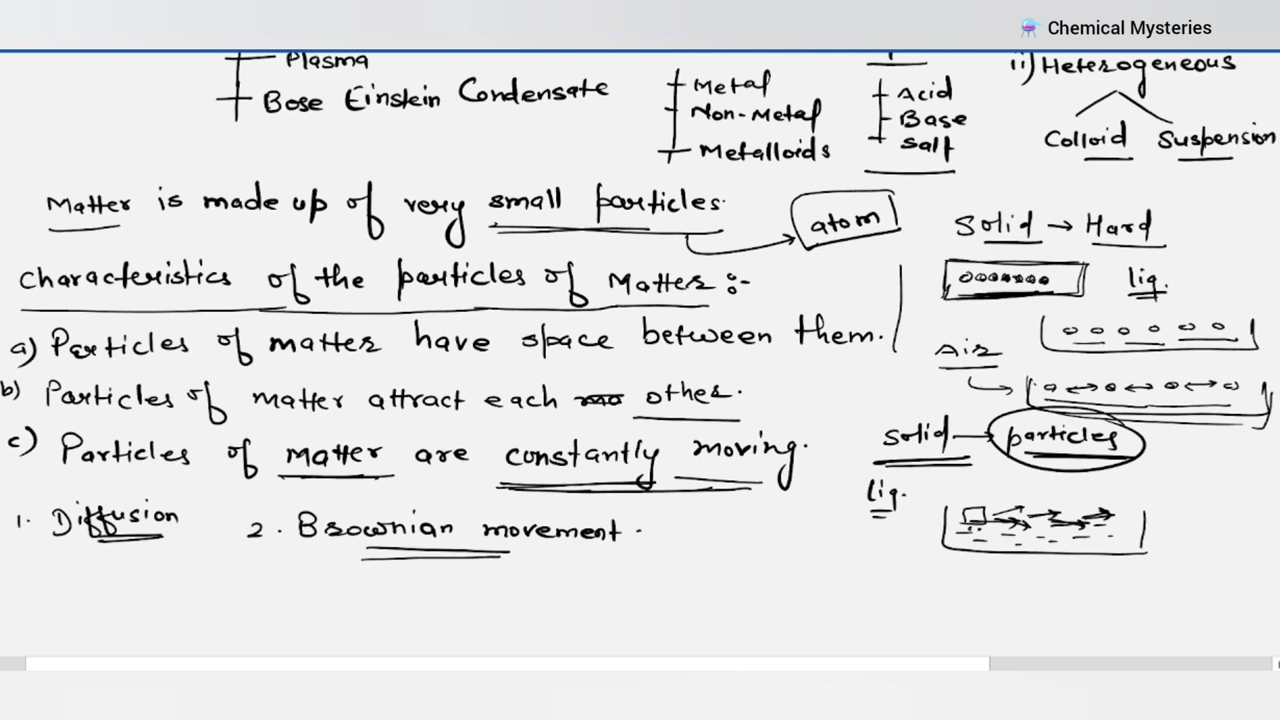 Chemical Mysteries
Plasma
Bose Einstein Condensate
Metal
Non-Metal
Metalloids
Acid
Base
Salt
ii) Heterogeneous
Colloid Suspension
Matter is made up of very small particles.
atom
Characteristics of the particles of Matter :-
a) Particles of matter have space between them.
b) Particles of matter attract each other.
c) Particles of matter are constantly moving.
1. Diffusion 2. Brownian movement.
Solid → Hard
liq.
Air
solid → particles
liq.